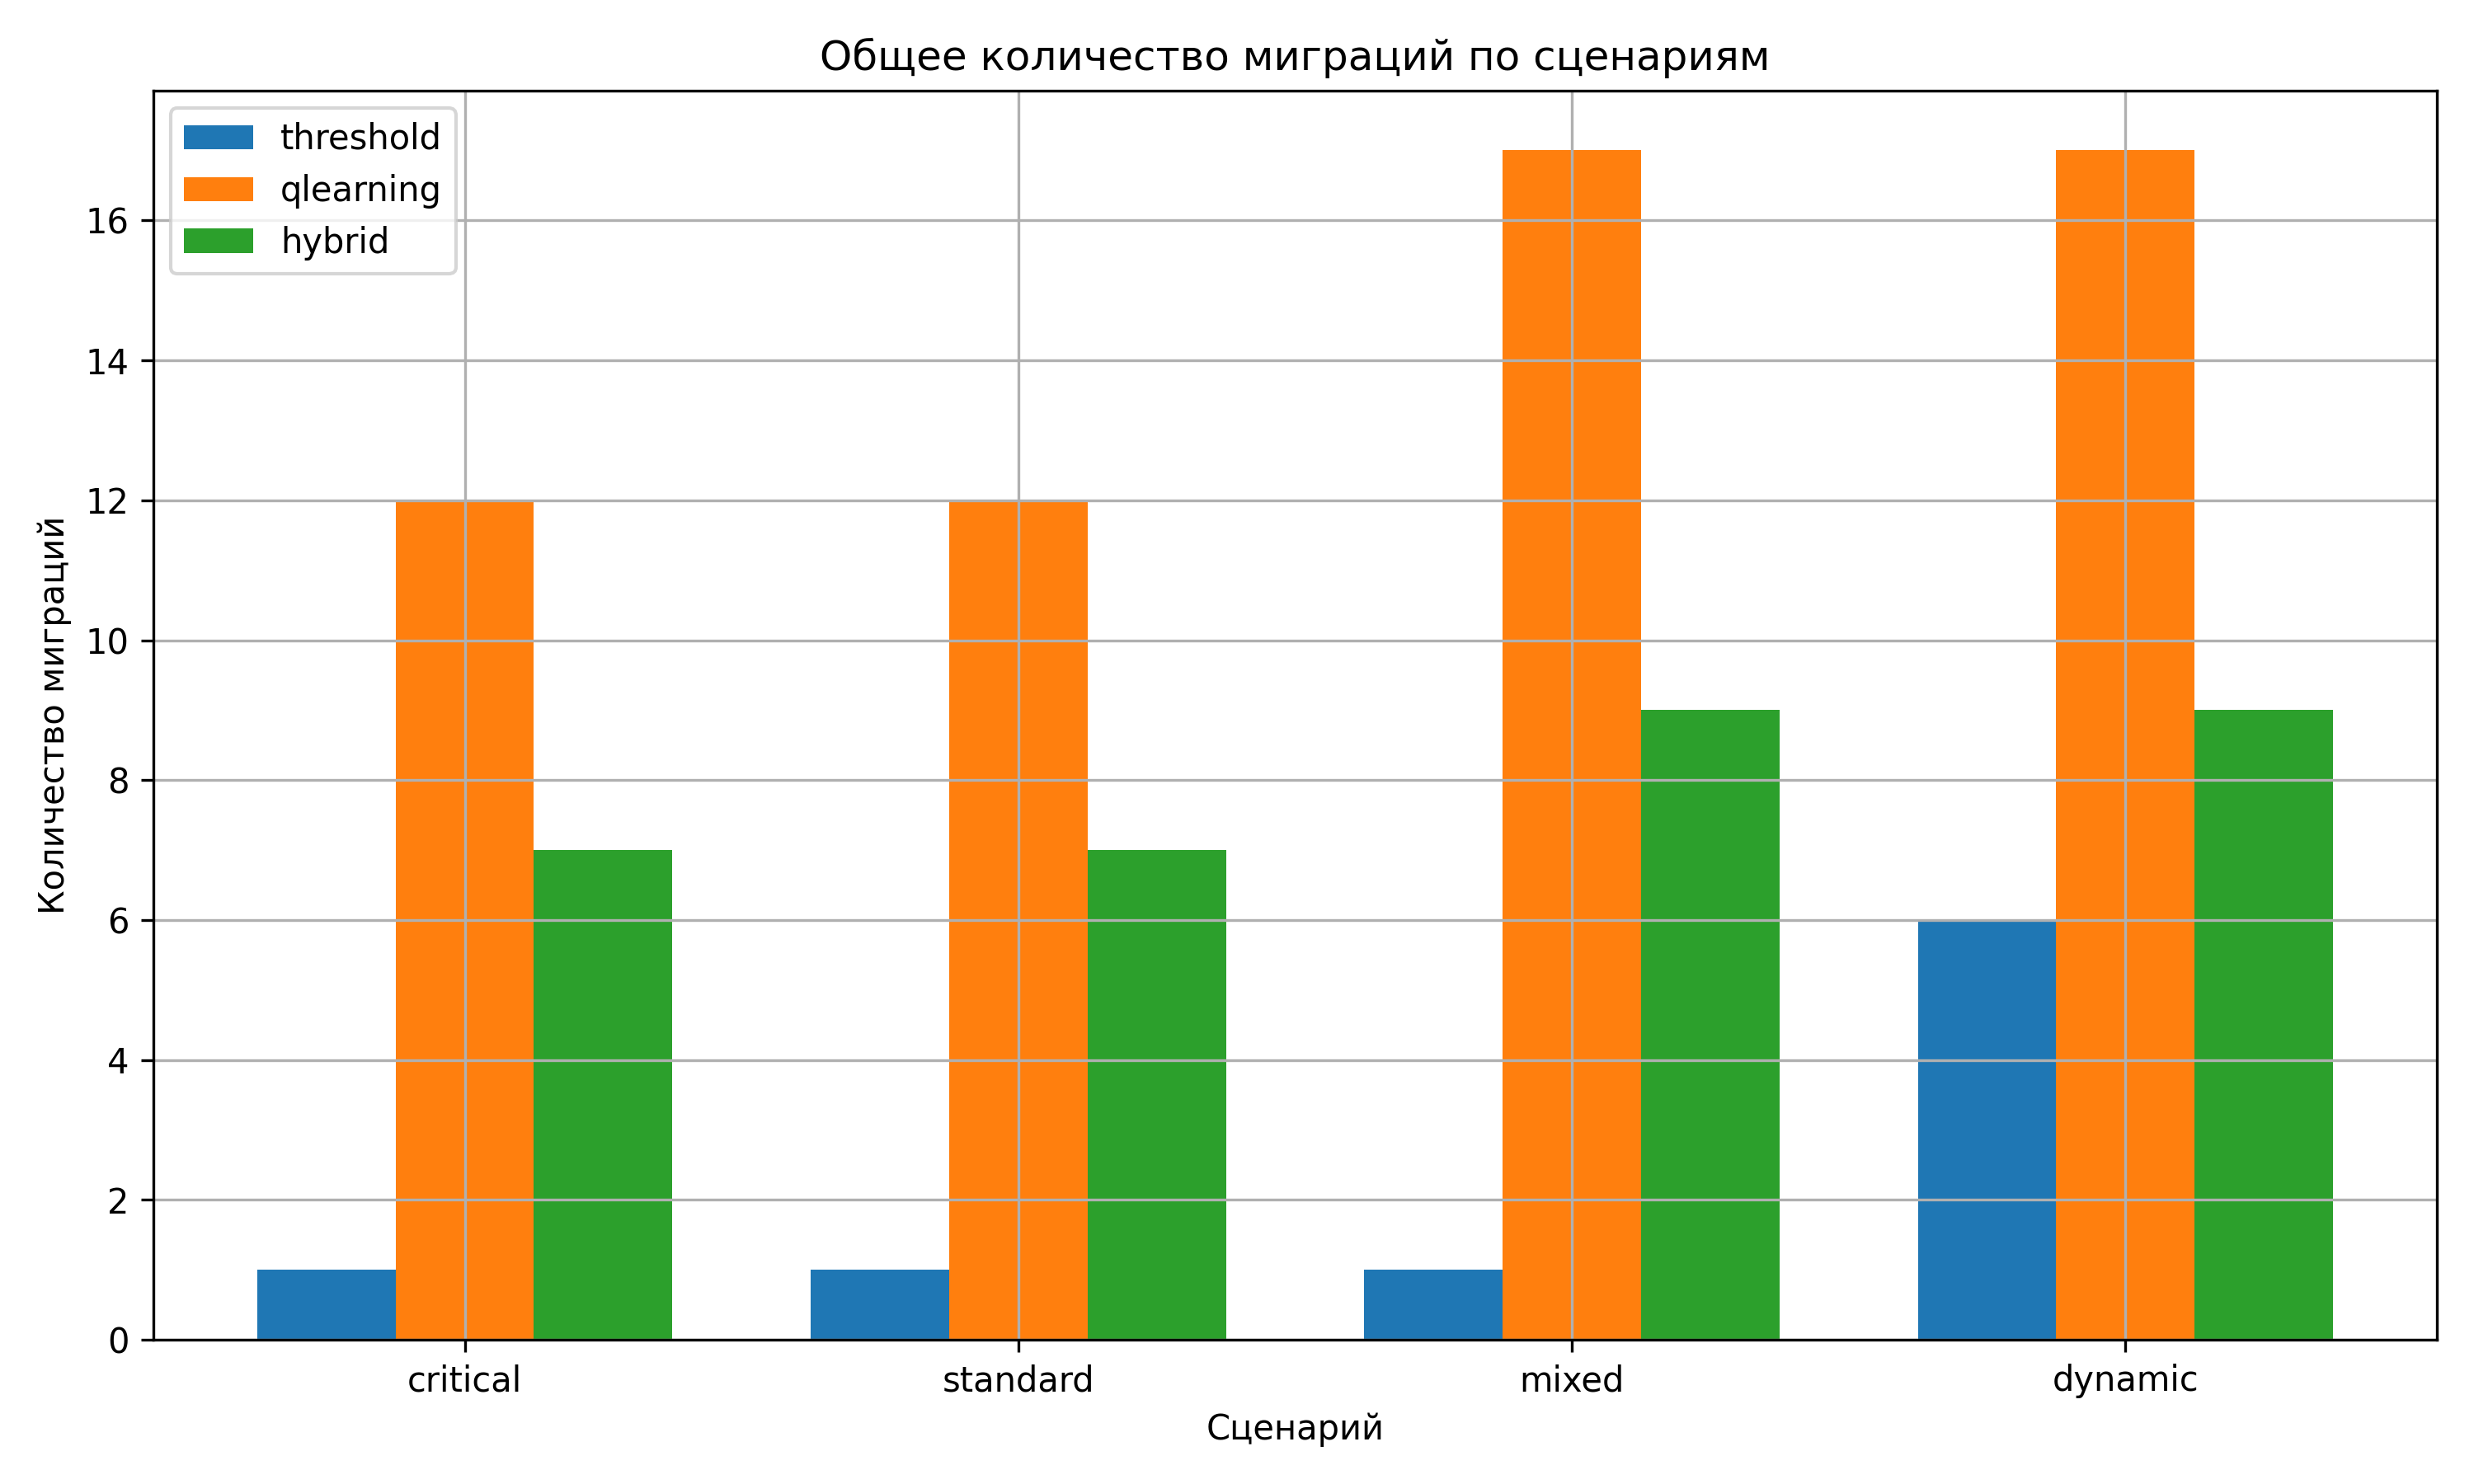 Общее количество миграций по сценариям
threshold
qlearning
hybrid
Количество миграций
16
14
12
10
8
6
4
2
0
critical standard mixed dynamic
Сценарий